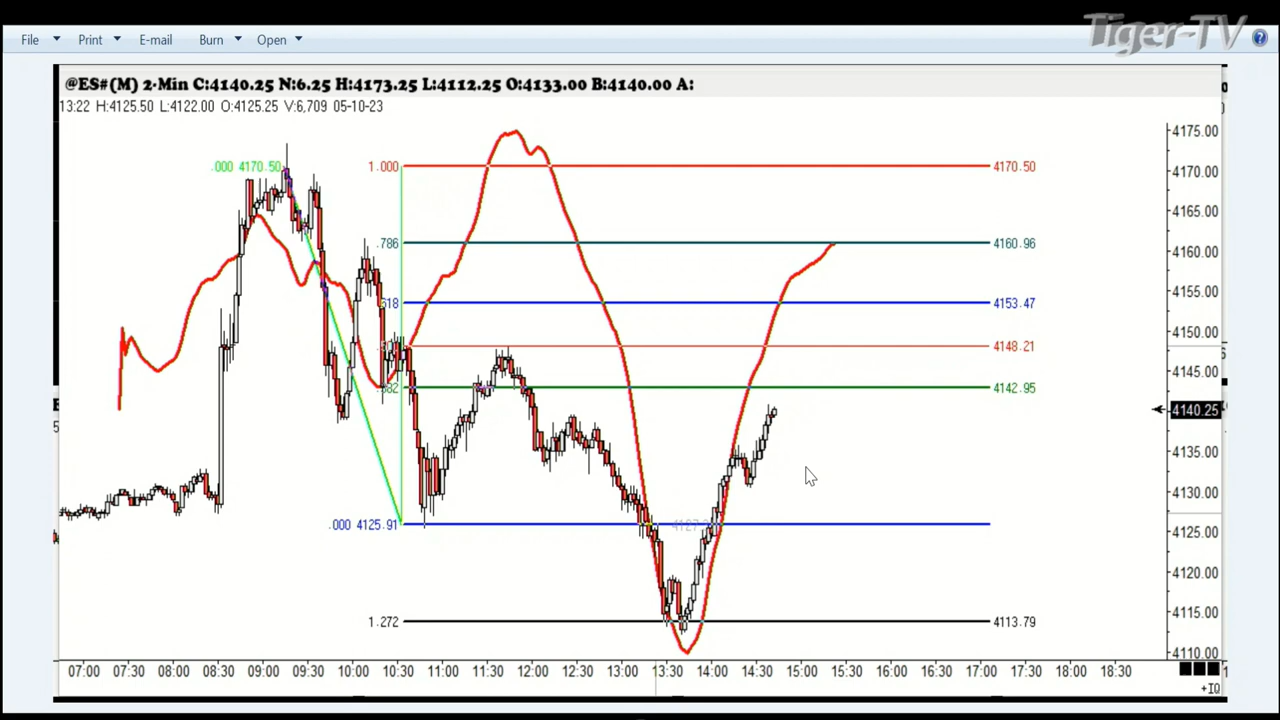 Tiger-TV
File Print E-mail Burn Open
@ES#(M) 2-Min C:4140.25 N:6.25 H:4173.25 L:4112.25 O:4133.00 B:4140.00 A:
13:22 H:4125.50 L:4122.00 O:4125.25 V:6,709 05-10-23
4175.00
.000 4170.50 1.000 4170.50 4170.00
4165.00
.786 4160.96 4160.00
4155.00
.618 4153.47
4150.00
4148.21
4145.00
4142.95
4140.25
4135.00
4130.00
.000 4125.91 4125.00
4120.00
1.272 4113.79 4115.00
4110.00
07:00 07:30 08:00 08:30 09:00 09:30 10:00 10:30 11:00 11:30 12:00 12:30 13:00 13:30 14:00 14:30 15:00 15:30 16:00 16:30 17:00 17:30 18:00 18:30
+IQ